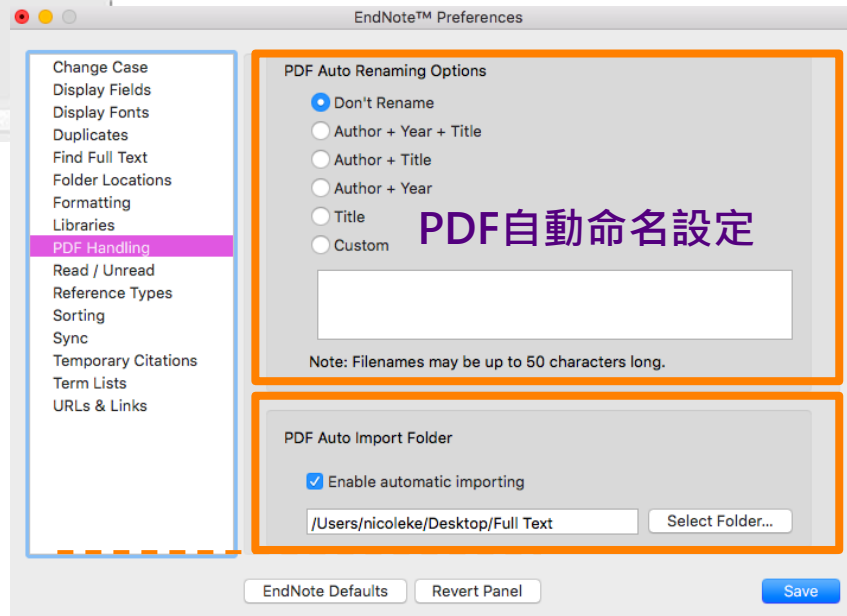 EndNote™ Preferences
Change Case
Display Fields
Display Fonts
Duplicates
Find Full Text
Folder Locations
Formatting
Libraries
PDF Handling
Read / Unread
Reference Types
Sorting
Sync
Temporary Citations
Term Lists
URLs & Links
PDF Auto Renaming Options
Don't Rename
Author + Year + Title
Author + Title
Author + Year
Title
Custom
PDF自動命名設定
Note: Filenames may be up to 50 characters long.
PDF Auto Import Folder
Enable automatic importing
/Users/nicoleke/Desktop/Full Text
Select Folder...
EndNote Defaults
Revert Panel
Save